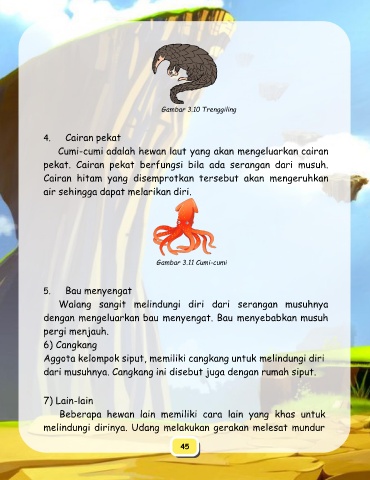 Gambar 3.10 Trenggiling
4. Cairan pekat
Cumi-cumi adalah hewan laut yang akan mengeluarkan cairan
pekat. Cairan pekat berfungsi bila ada serangan dari musuh.
Cairan hitam yang disemprotkan tersebut akan mengeruhkan
air sehingga dapat melarikan diri.
Gambar 3.11 Cumi-cumi
5. Bau menyengat
Walang sangit melindungi diri dari serangan musuhnya
dengan mengeluarkan bau menyengat. Bau menyebabkan musuh
pergi menjauh.
6) Cangkang
Aggota kelompok siput, memiliki cangkang untuk melindungi diri
dari musuhnya. Cangkang ini disebut juga dengan rumah siput.
7) Lain-lain
Beberapa hewan lain memiliki cara lain yang khas untuk
melindungi dirinya. Udang melakukan gerakan melesat mundur
45